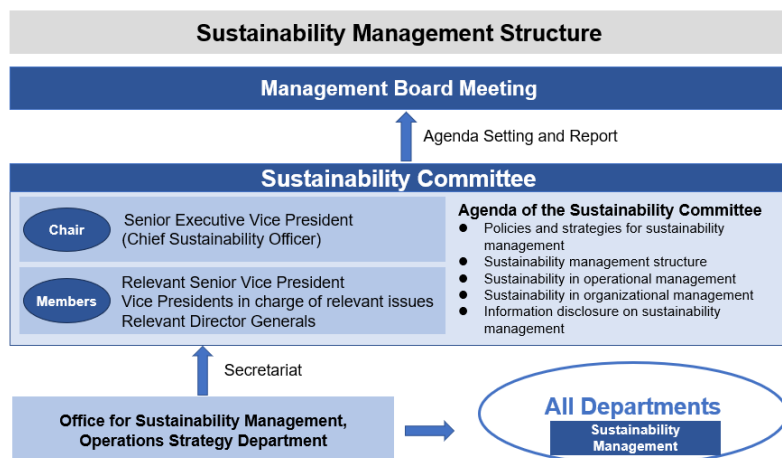 Sustainability Management Structure
Management Board Meeting
Agenda Setting and Report
Sustainability Committee
Chair
Senior Executive Vice President
(Chief Sustainability Officer)
Members
Relevant Senior Vice President
Vice Presidents in charge of relevant issues
Relevant Director Generals
Agenda of the Sustainability Committee
● Policies and strategies for sustainability
management
● Sustainability management structure
● Sustainability in operational management
● Sustainability in organizational management
● Information disclosure on sustainability
management
Secretariat
Office for Sustainability Management,
Operations Strategy Department
All Departments
Sustainability
Management